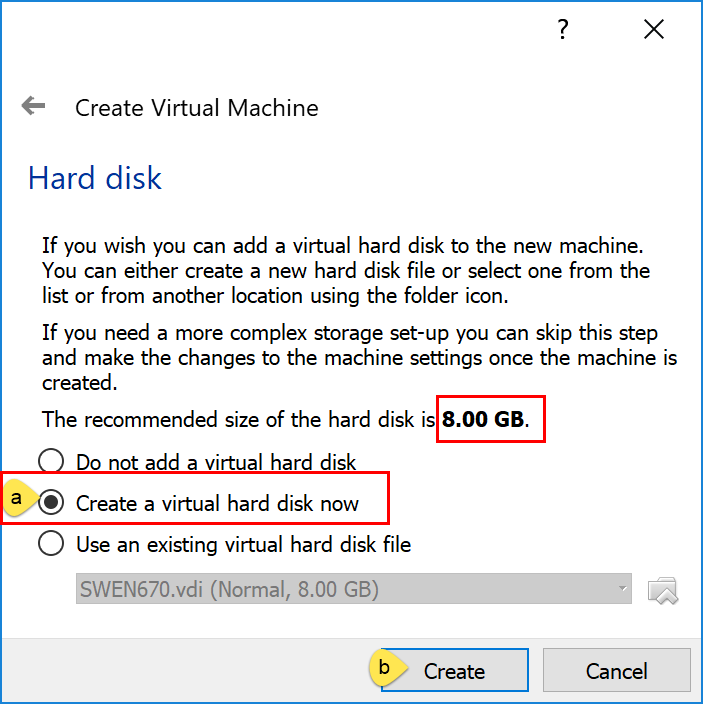 ?
Create Virtual Machine
Hard disk
If you wish you can add a virtual hard disk to the new machine.
You can either create a new hard disk file or select one from the
list or from another location using the folder icon.
If you need a more complex storage set-up you can skip this step
and make the changes to the machine settings once the machine is
created.
The recommended size of the hard disk is 8.00 GB.
Do not add a virtual hard disk
a Create a virtual hard disk now
Use an existing virtual hard disk file
SWEN670.vdi (Normal, 8.00 GB)
b Create Cancel